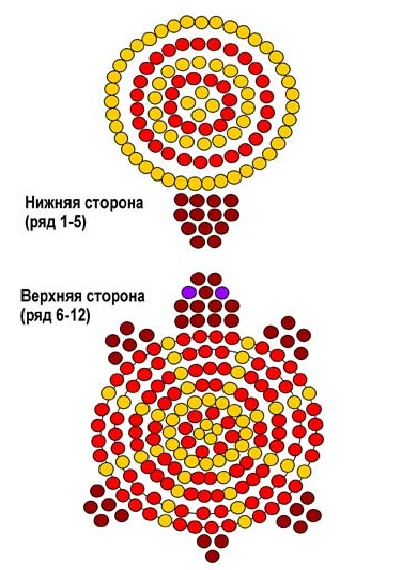 Нижняя сторона
(ряд 1-5)
Верхняя сторона
(ряд 6-12)